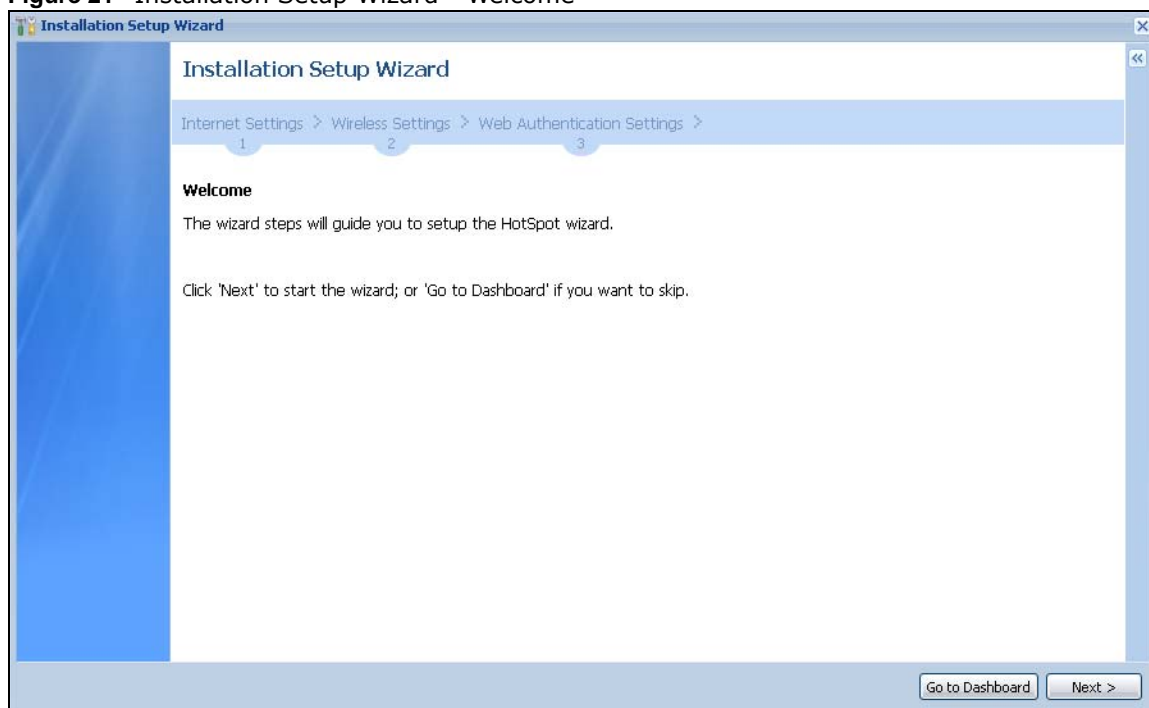 Figure 21 Installation Setup Wizard - Welcome
Installation Setup Wizard
Installation Setup Wizard
Internet Settings > Wireless Settings > Web Authentication Settings >
1 2 3
Welcome
The wizard steps will guide you to setup the HotSpot wizard.
Click 'Next' to start the wizard; or 'Go to Dashboard' if you want to skip.
Go to Dashboard Next >